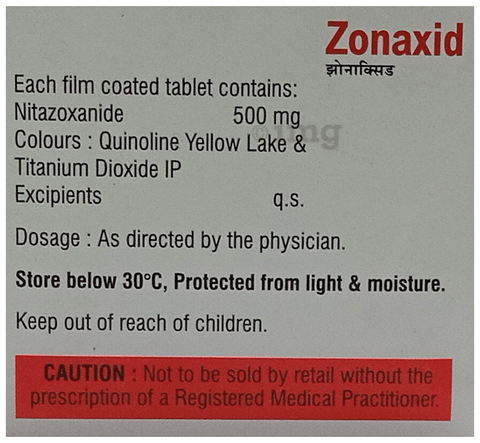 Zonaxid
झोनाक्सिड
Each film coated tablet contains:
Nitazoxanide 500 mg
Colours : Quinoline Yellow Lake &
Titanium Dioxide IP
Excipients q.s.
Dosage : As directed by the physician.
Store below 30°C, Protected from light & moisture.
Keep out of reach of children.
CAUTION : Not to be sold by retail without the
prescription of a Registered Medical Practitioner.